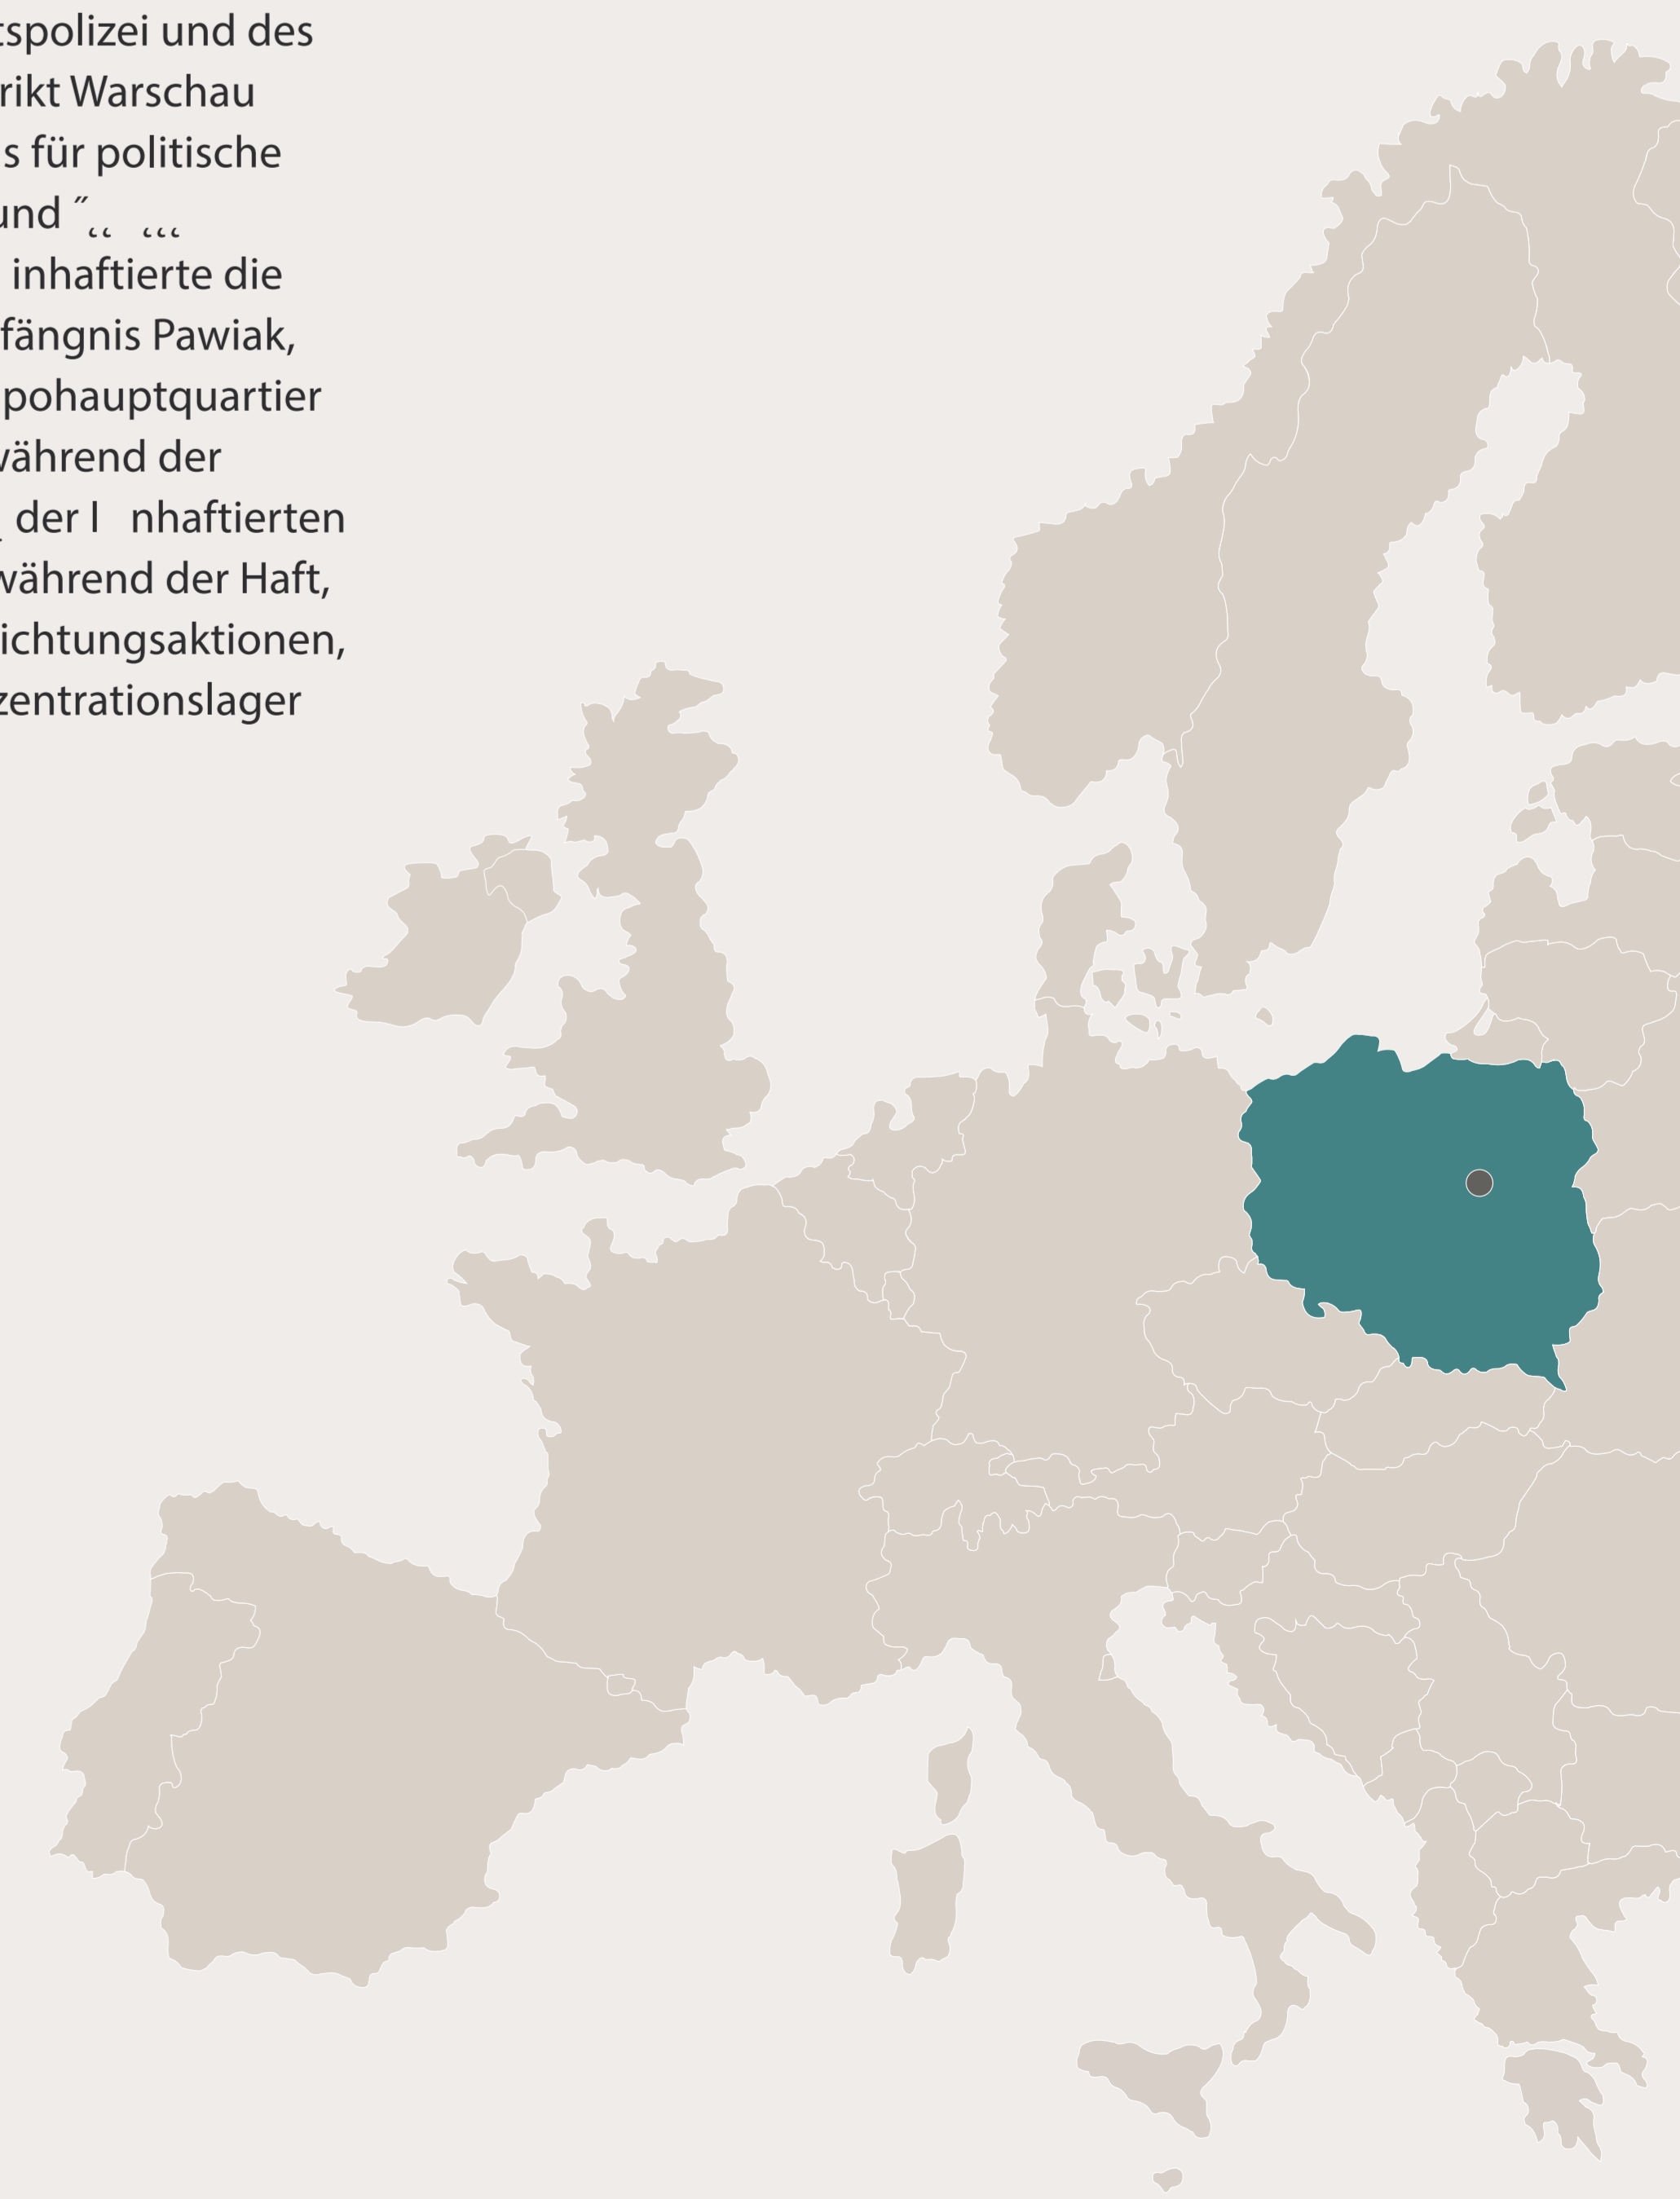 tspolizei und des
rikt Warschau
s für politische
und ˝
inhaftierte die
fängnis Pawiak,
pohauptquartier
während der
der I nhaftierten
während der Haft,
ichtungsaktionen,
zentrationslager